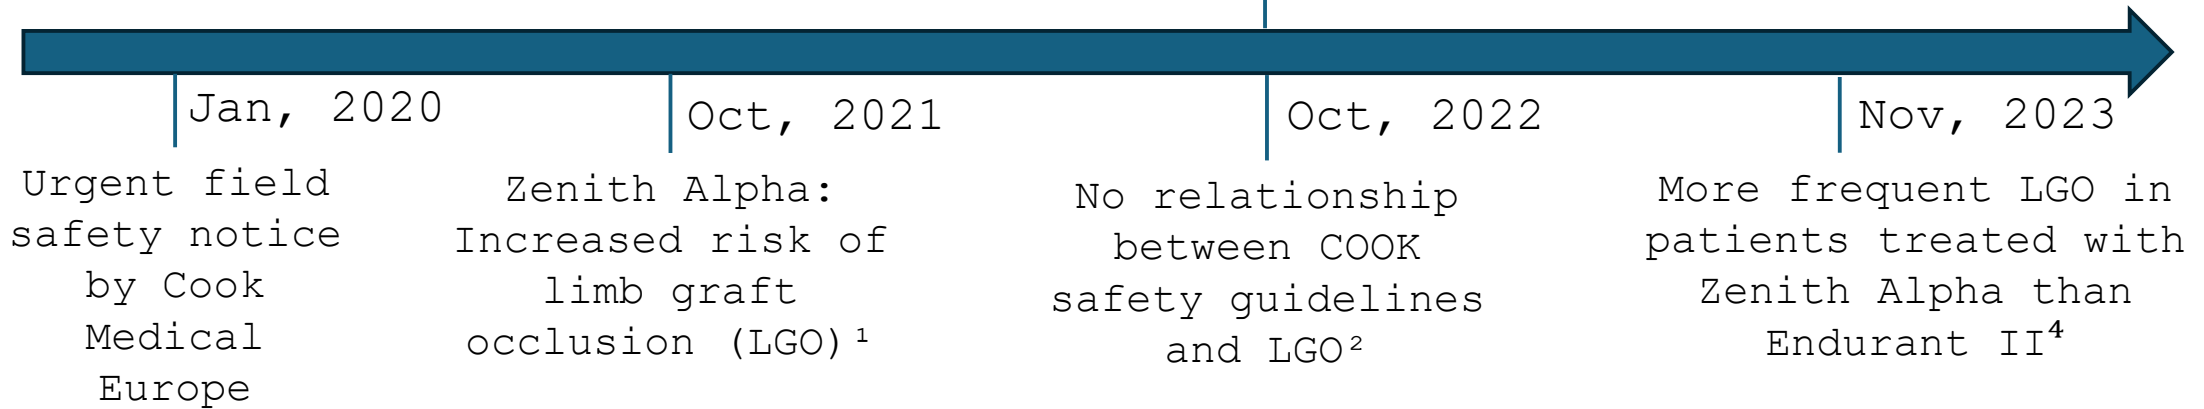 Jan, 2020
Urgent field
safety notice
by Cook
Medical
Europe
Oct, 2021
Zenith Alpha:
Increased risk of
limb graft
occlusion (LGO)¹
Oct, 2022
No relationship
between COOK
safety guidelines
and LGO²
Nov, 2023
More frequent LGO in
patients treated with
Zenith Alpha than
Endurant II⁴